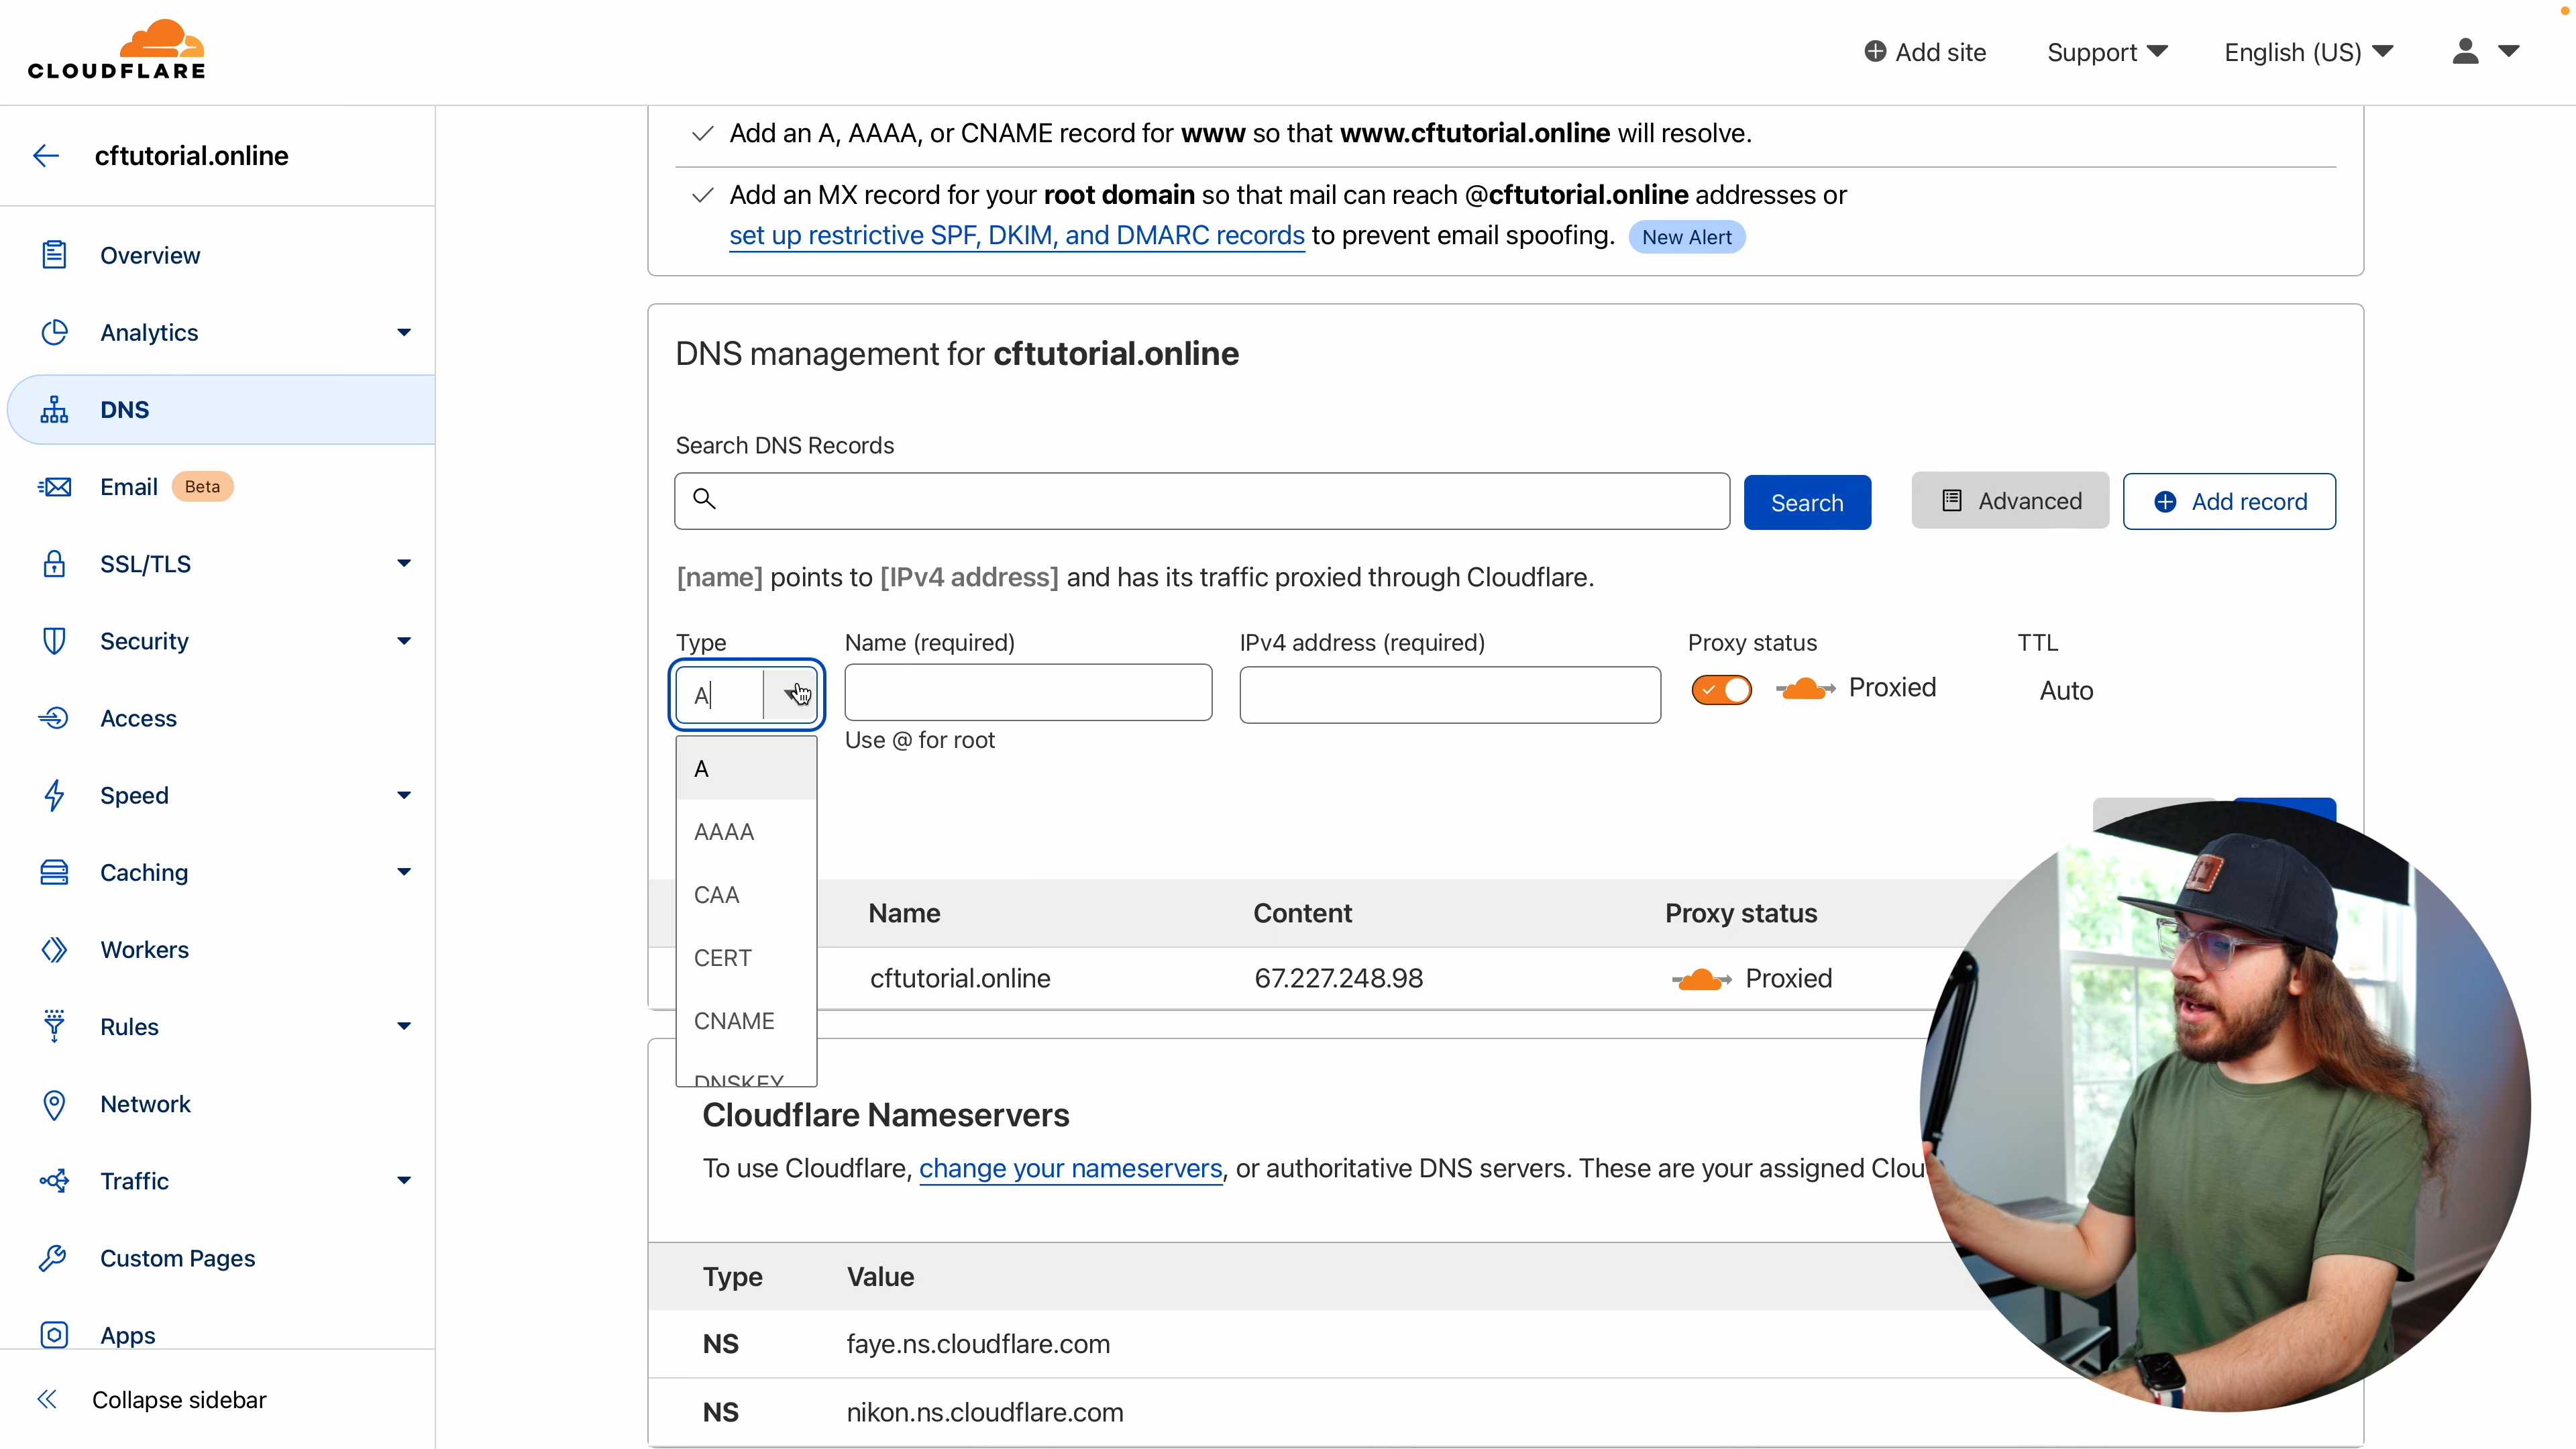 CLOUDFLARE
Add site
Support
English (US)
cftutorial.online
Overview
Analytics
DNS
Email Beta
SSL/TLS
Security
Access
Speed
Caching
Workers
Rules
Network
Traffic
Custom Pages
Apps
Collapse sidebar
Add an A, AAAA, or CNAME record for www so that www.cftutorial.online will resolve.
Add an MX record for your root domain so that mail can reach @cftutorial.online addresses or
set up restrictive SPF, DKIM, and DMARC records to prevent email spoofing. New Alert
DNS management for cftutorial.online
Search DNS Records
Search
Advanced
Add record
[name] points to [IPv4 address] and has its traffic proxied through Cloudflare.
Type Name (required) IPv4 address (required) Proxy status TTL
A Proxied Auto
Use @ for root
A
AAAA
CAA
CERT
CNAME
DNSKEY
Name Content Proxy status
cftutorial.online 67.227.248.98 Proxied
Cloudflare Nameservers
To use Cloudflare, change your nameservers, or authoritative DNS servers. These are your assigned
Type Value
NS faye.ns.cloudflare.com
NS nikon.ns.cloudflare.com